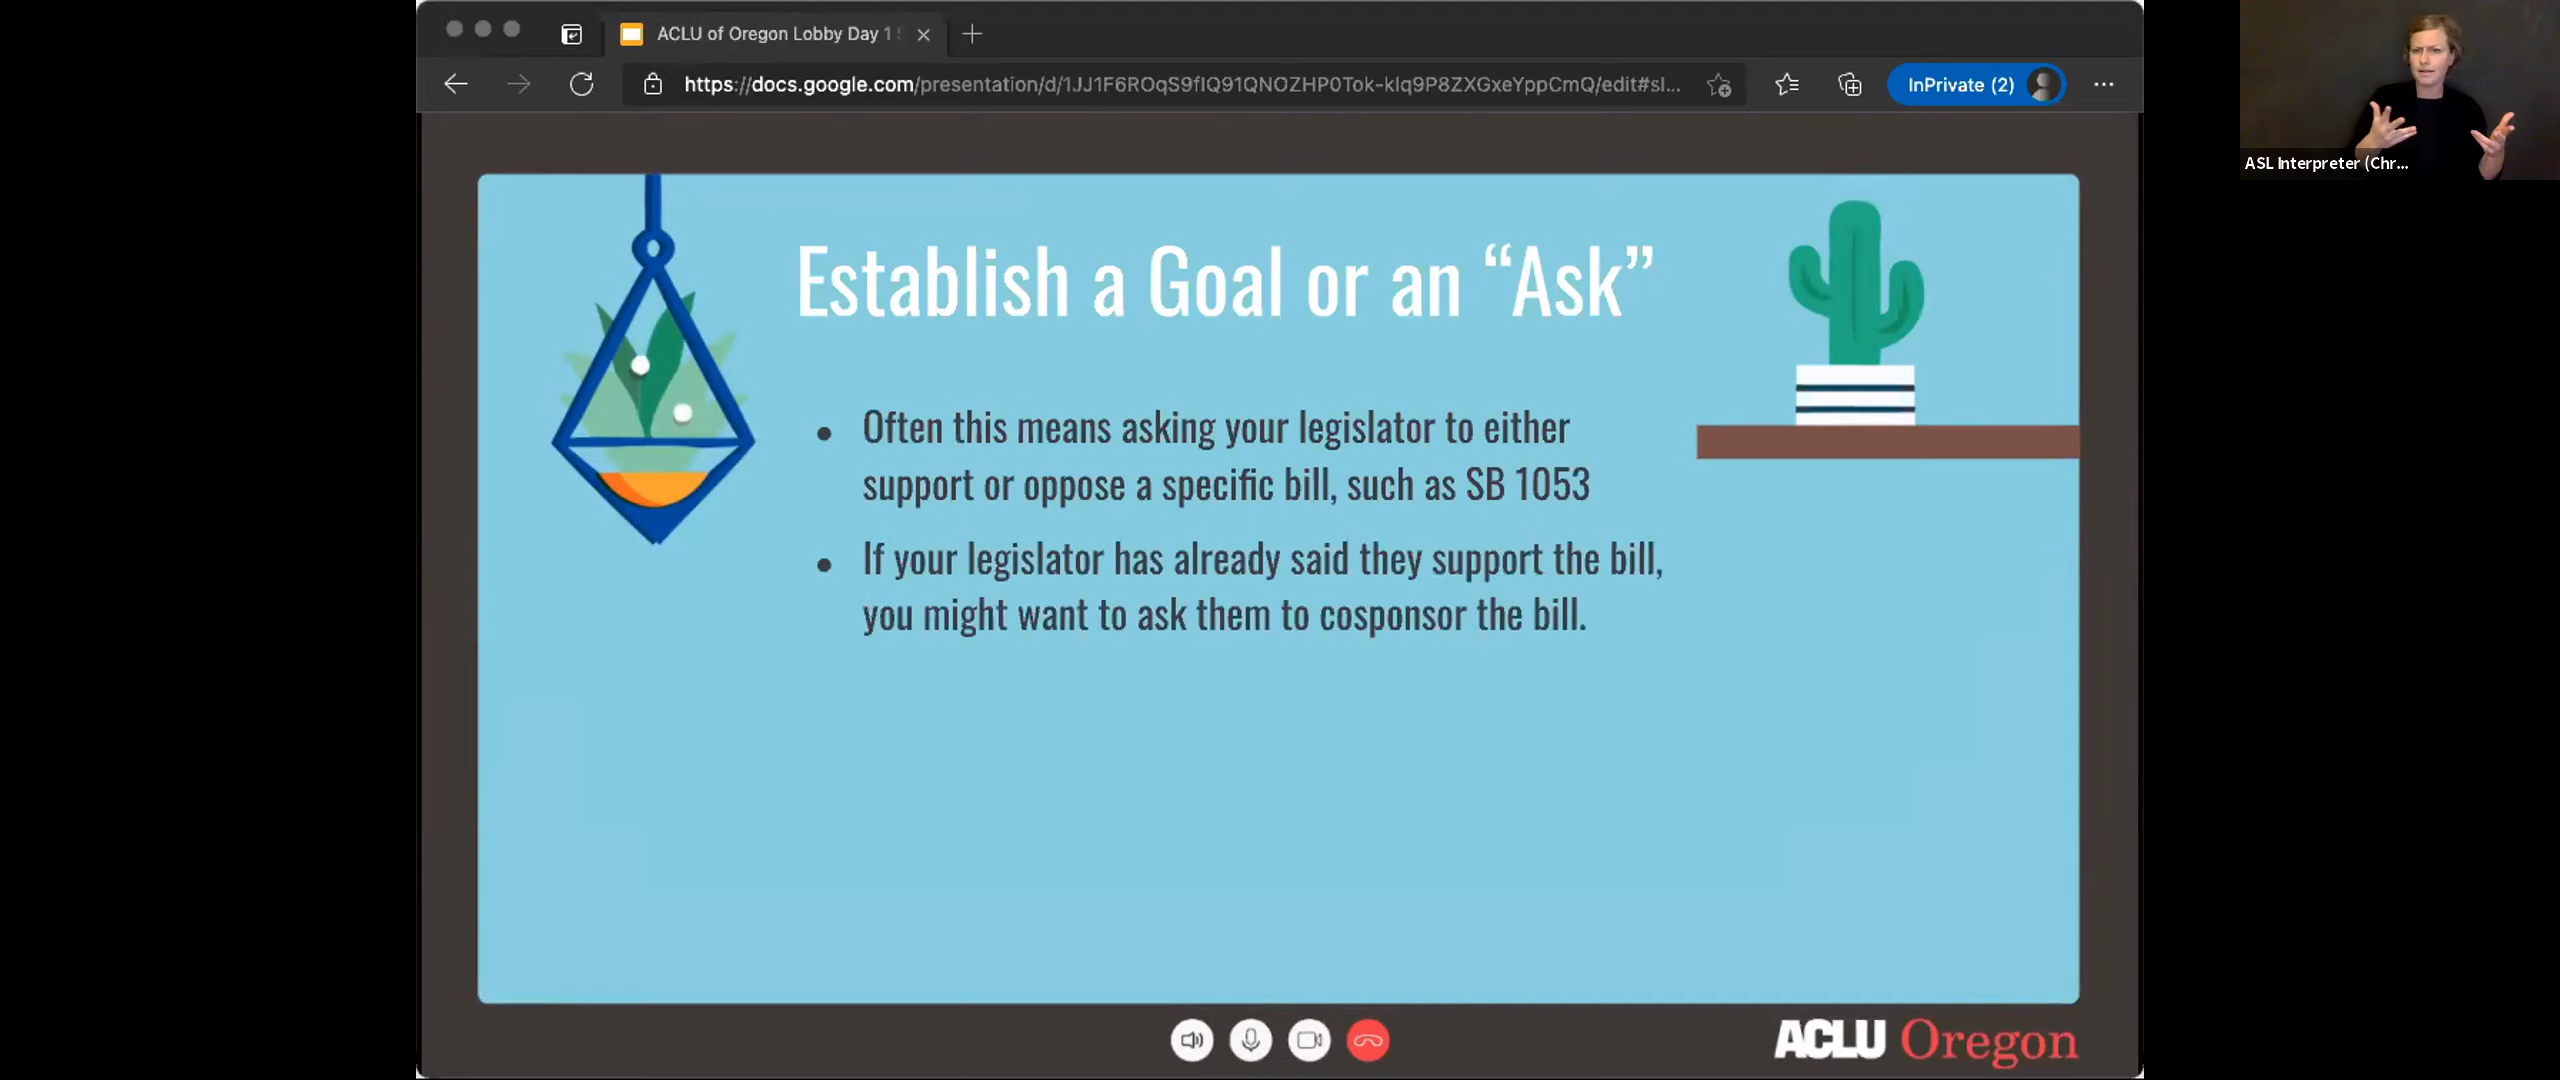 ACLU of Oregon Lobby Day 1
https://docs.google.com/presentation/d/1JJ1F6ROqS9flQ91QNOZHP0Tok-klq9P8ZXGxeYppCmQ/edit#sl...
InPrivate (2)
ASL Interpreter (Chr...
Establish a Goal or an “Ask”
• Often this means asking your legislator to either
support or oppose a specific bill, such as SB 1053
• If your legislator has already said they support the bill,
you might want to ask them to cosponsor the bill.
ACLU Oregon